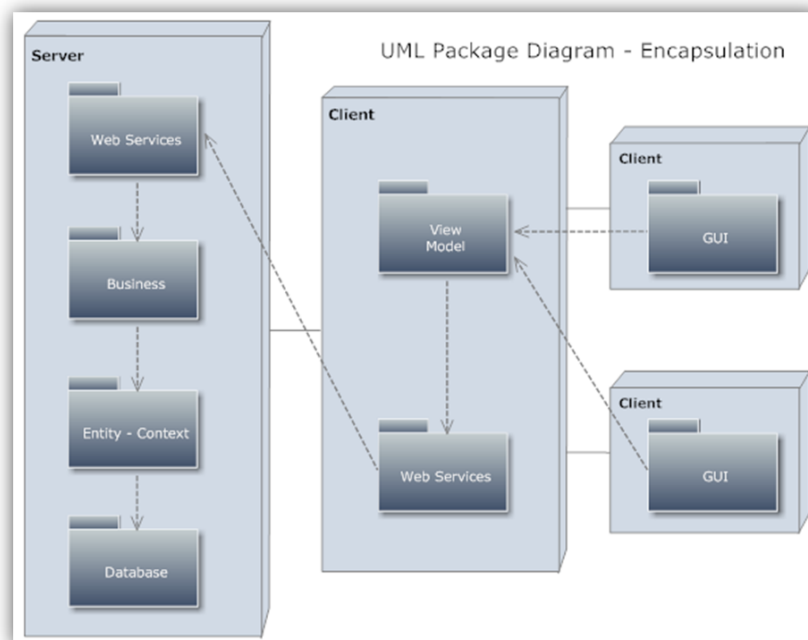 UML Package Diagram - Encapsulation
Server
Web Services
Business
Entity - Context
Database
Client
View
Model
Web Services
Client
GUI
Client
GUI